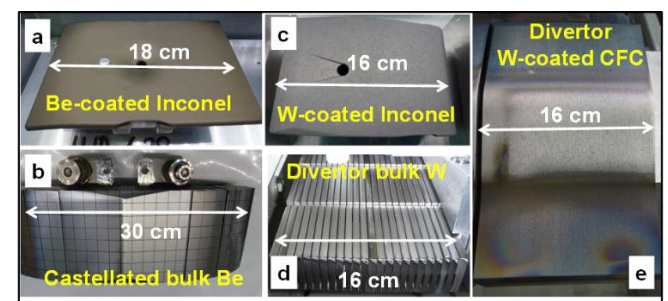 a
18 cm
Be-coated Inconel
b
30 cm
Castellated bulk Be
c
16 cm
W-coated Inconel
Divertor bulk W
d
16 cm
Divertor
W-coated CFC
16 cm
e